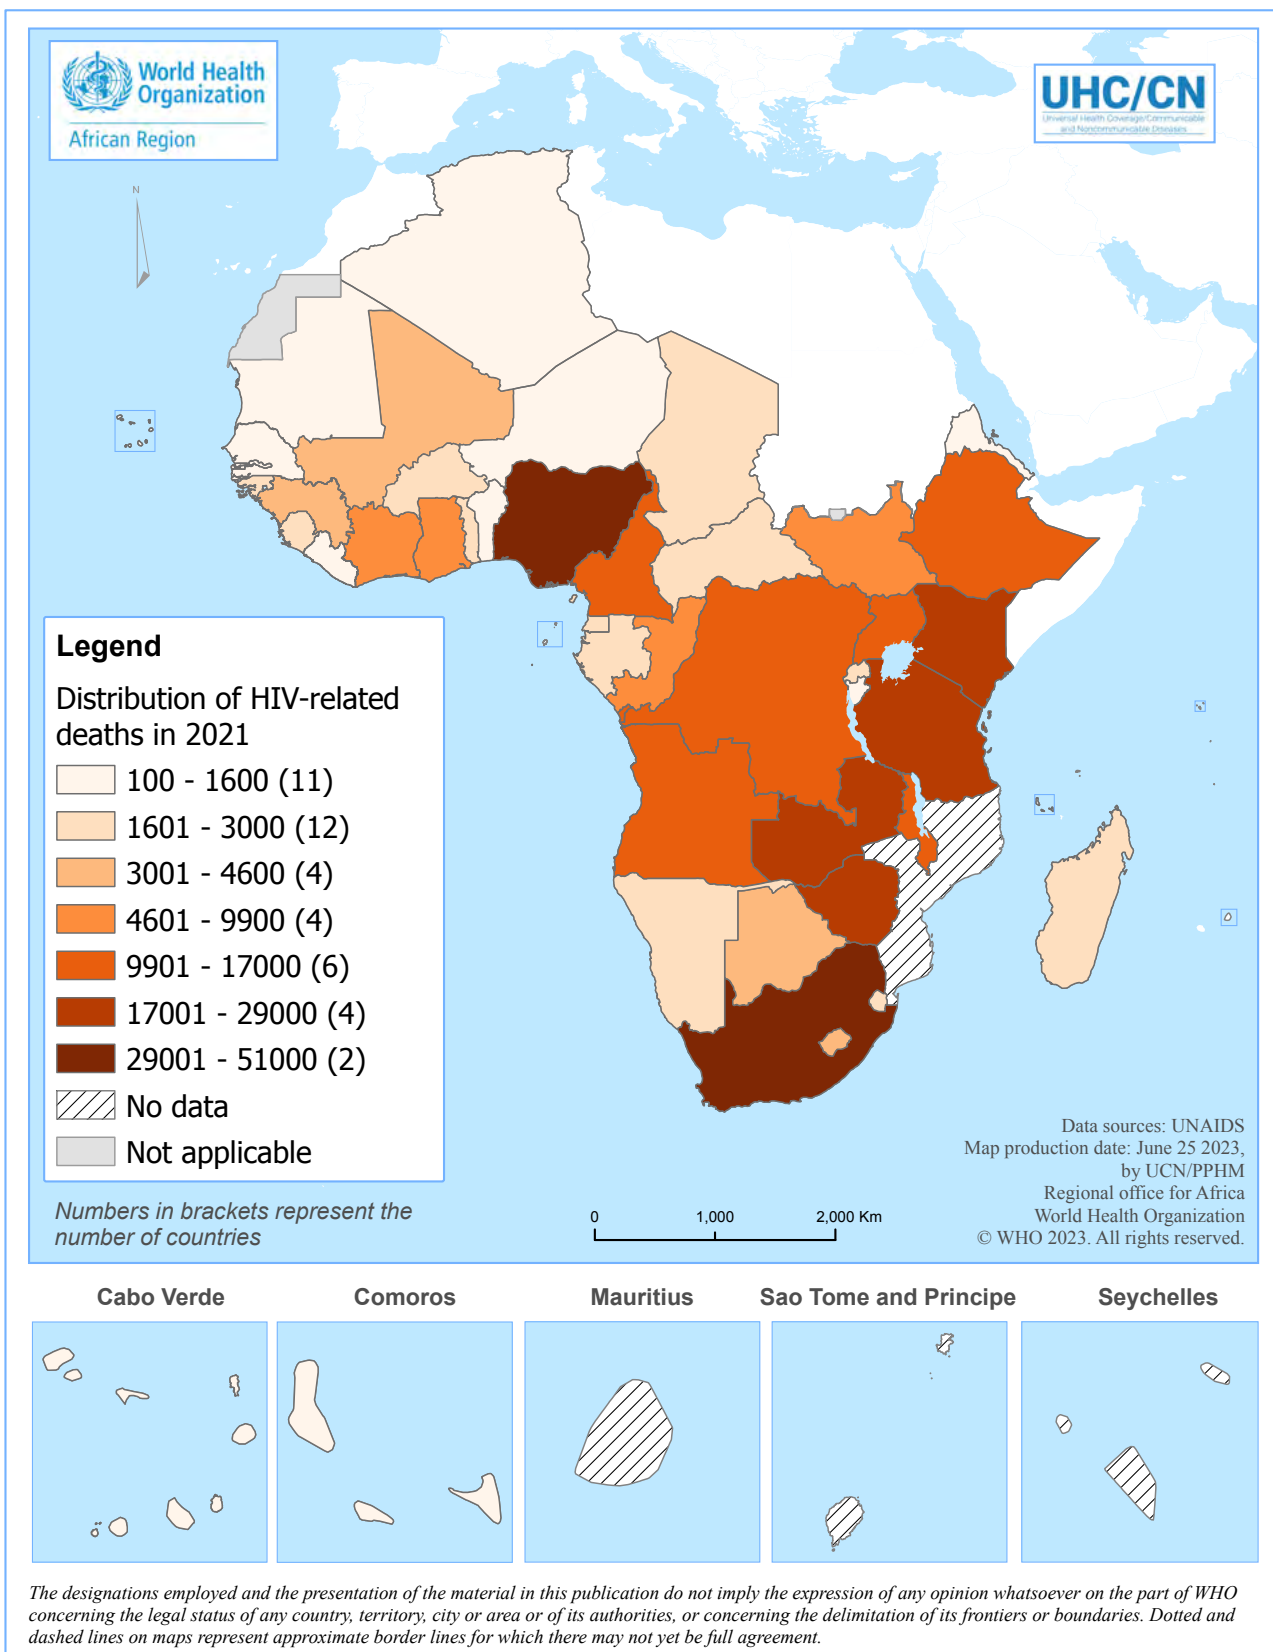 World Health
Organization
African Region
UHC/CN
Universal Health Coverage/Communicable
and Noncommunicable Diseases
N
Legend
Distribution of HIV-related
deaths in 2021
100 - 1600 (11)
1601 - 3000 (12)
3001 - 4600 (4)
4601 - 9900 (4)
9901 - 17000 (6)
17001 - 29000 (4)
29001 - 51000 (2)
No data
Not applicable
Numbers in brackets represent the
number of countries
0 1,000 2,000 Km
Data sources: UNAIDS
Map production date: June 25 2023,
by UCN/PPHM
Regional office for Africa
World Health Organization
© WHO 2023. All rights reserved.
Cabo Verde
Comoros
Mauritius
Sao Tome and Principe
Seychelles
The designations employed and the presentation of the material in this publication do not imply the expression of any opinion whatsoever on the part of WHO
concerning the legal status of any country, territory, city or area or of its authorities, or concerning the delimitation of its frontiers or boundaries. Dotted and
dashed lines on maps represent approximate border lines for which there may not yet be full agreement.